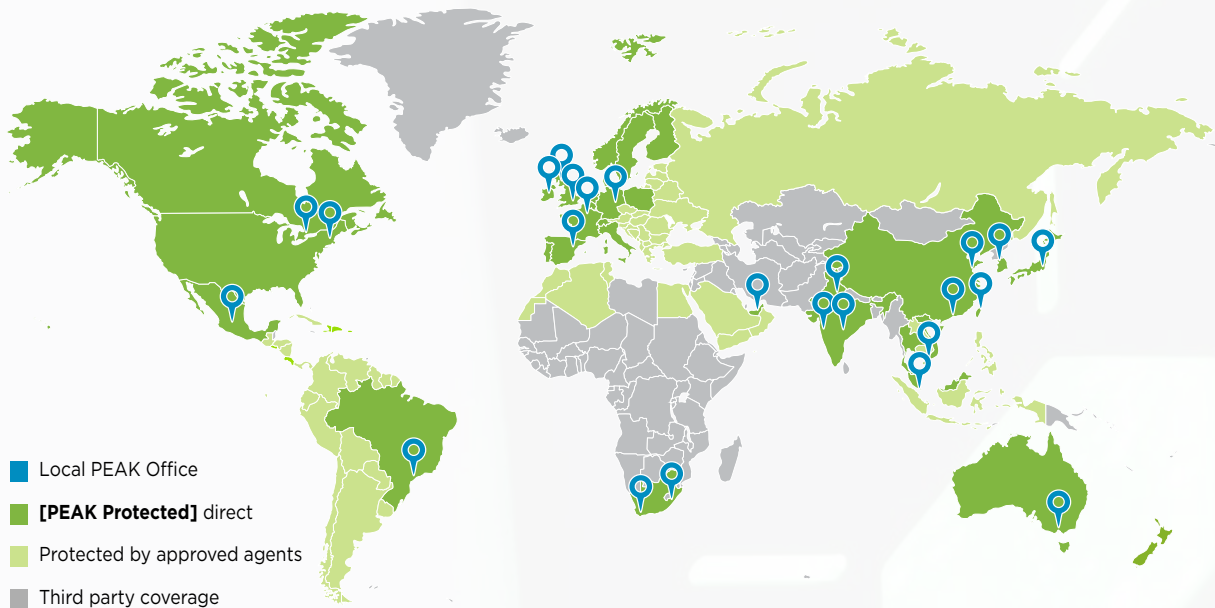 Local PEAK Office
[PEAK Protected] direct
Protected by approved agents
Third party coverage